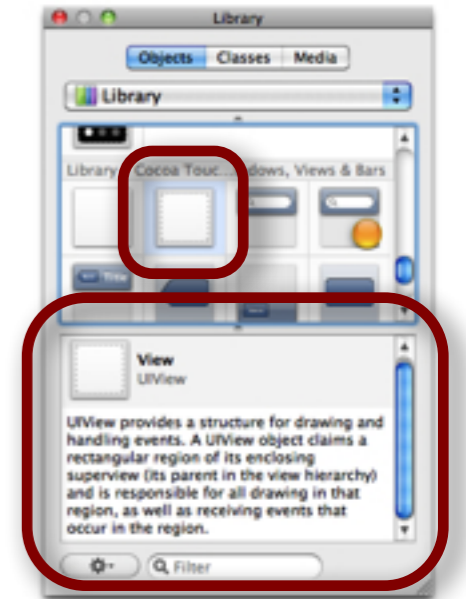 Library
Objects Classes Media
Library
Library Cocoa Touc... dows, Views & Bars
Title
View
UIView
UIView provides a structure for drawing and
handling events. A UIView object claims a
rectangular region of its enclosing
superview (its parent in the view hierarchy)
and is responsible for all drawing in that
region, as well as receiving events that
occur in the region.
Filter